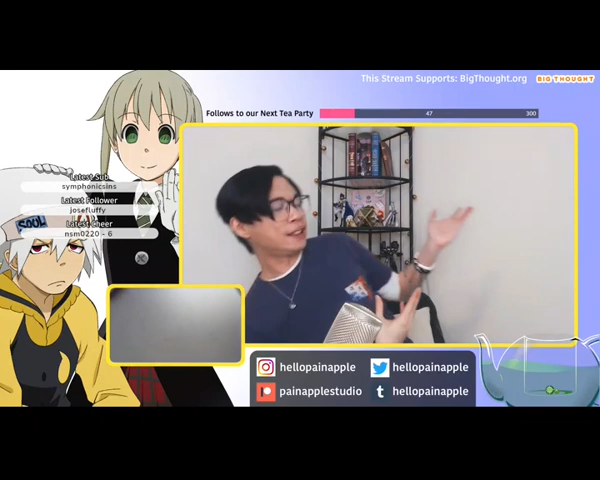 This Stream Supports: BigThought.org
BIG THOUGHT
Follows to our Next Tea Party
47
300
Latest Sub
symphonicsins
Latest Follower
josefluffy
Latest Cheer
nsm0220 - 6
SOUL
hellopainapple
hellopainapple
painapplestudio
hellopainapple